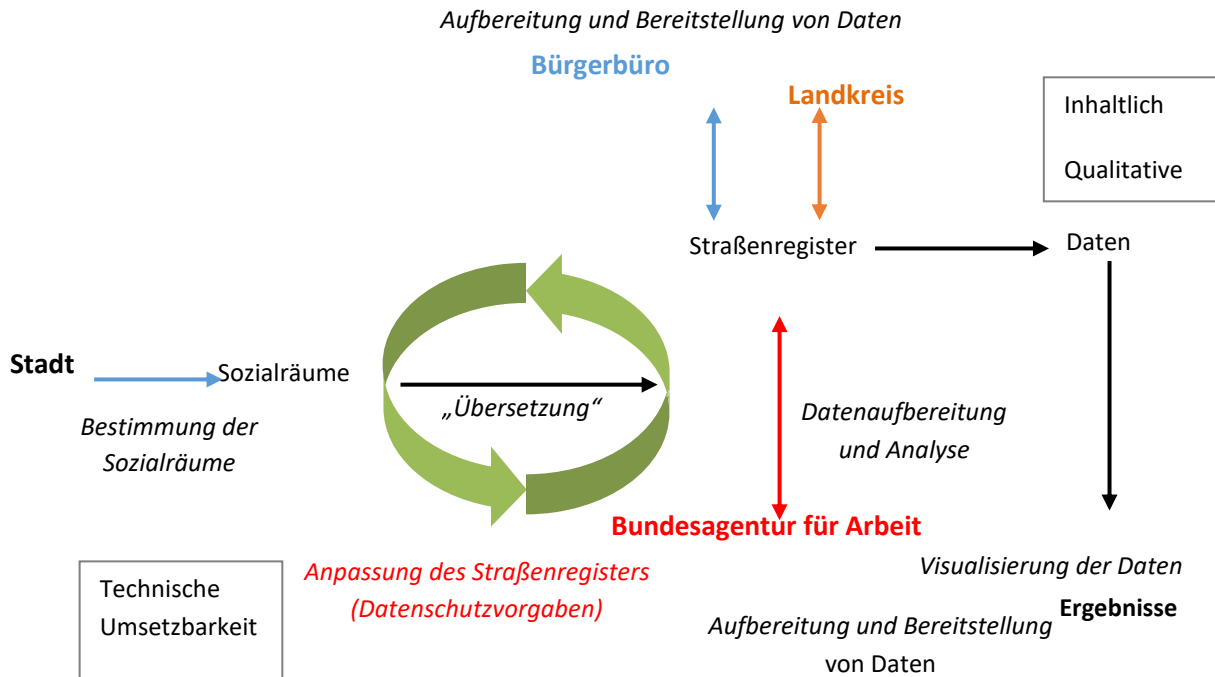 Aufbereitung und Bereitstellung von Daten
Bürgerbüro
Landkreis
Inhaltlich
Qualitative
Straßenregister
Daten
Stadt
Sozialräume
„Übersetzung“
Bestimmung der
Sozialräume
Datenaufbereitung
und Analyse
Bundesagentur für Arbeit
Anpassung des Straßenregisters
(Datenschutzvorgaben)
Technische
Umsetzbarkeit
Visualisierung der Daten
Ergebnisse
Aufbereitung und Bereitstellung
von Daten